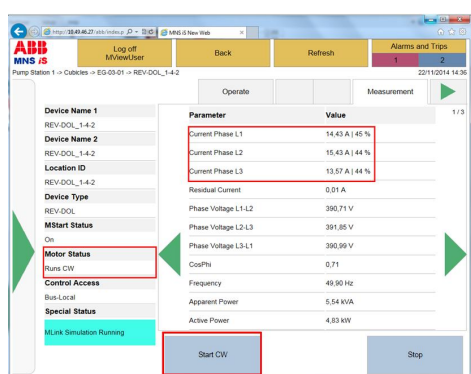 http://10.49.46.27/abb/index.p
MNS iS New Web
ABB
MNS iS
Log off
MViewUser
Back
Refresh
Alarms and Trips
1 2
Pump Station 1 -> Cubicles -> EG-03-01 -> REV-DOL_1-4-2
22/11/2014 14:36
Operate
Measurement
1 / 3
Device Name 1
REV-DOL_1-4-2
Device Name 2
REV-DOL_1-4-2
Location ID
REV-DOL_1-4-2
Device Type
REV-DOL
MStart Status
On
Motor Status
Runs CW
Control Access
Bus-Local
Special Status
MLink Simulation Running
Parameter Value
Current Phase L1 14,43 A | 45 %
Current Phase L2 15,43 A | 44 %
Current Phase L3 13,57 A | 44 %
Residual Current 0,01 A
Phase Voltage L1-L2 390,71 V
Phase Voltage L2-L3 391,85 V
Phase Voltage L3-L1 390,99 V
CosPhi 0,71
Frequency 49,90 Hz
Apparent Power 5,54 kVA
Active Power 4,83 kW
Start CW
Stop